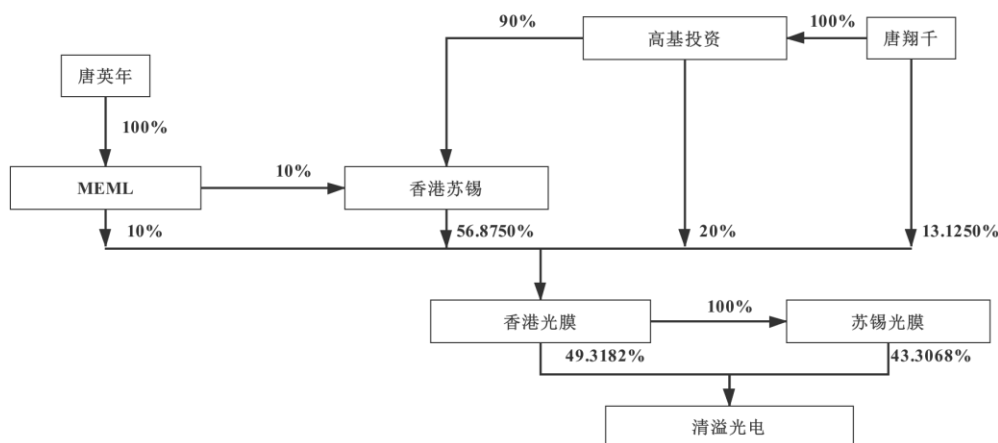 90%
高基投资
100%
唐翔千
唐英年
100%
MEML
10%
香港苏锡
10%
56.8750%
20%
13.1250%
香港光膜
100%
苏锡光膜
49.3182%
43.3068%
清溢光电